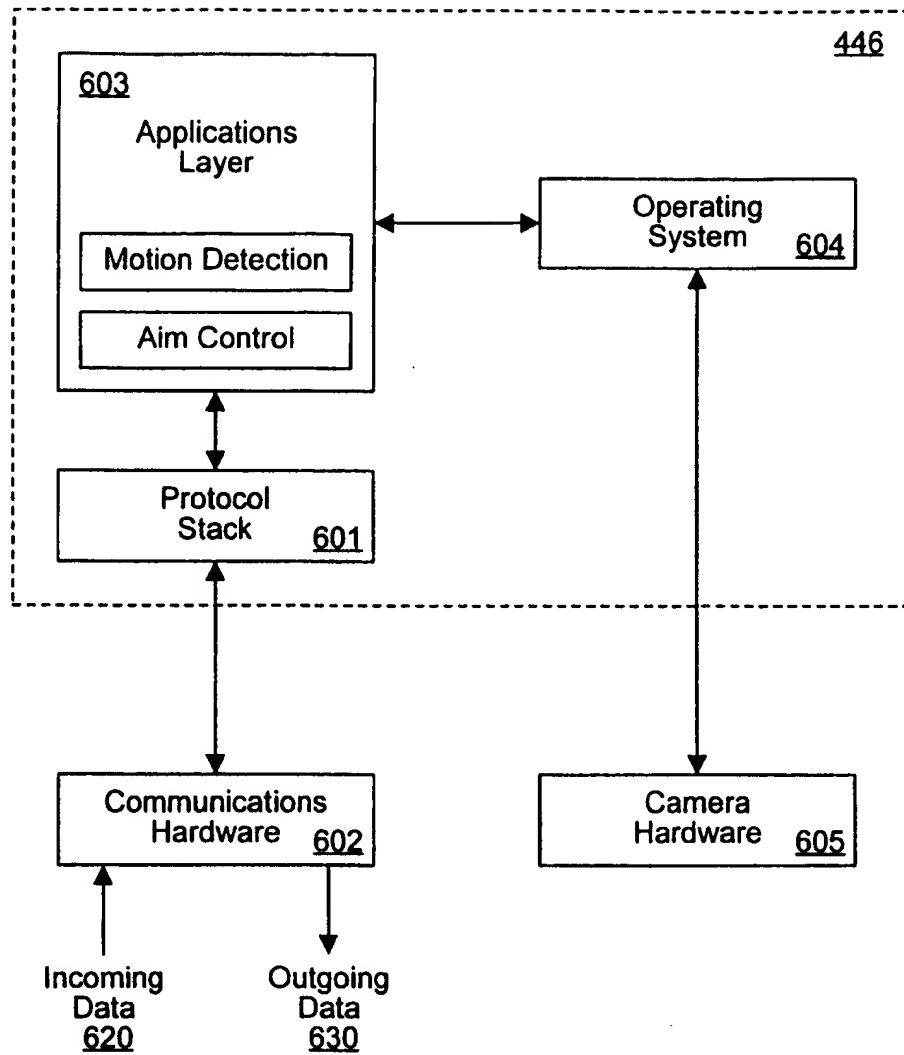 446
603
Applications
Layer
Motion Detection
Aim Control
Operating
System
604
Protocol
Stack
601
Communications
Hardware
602
Camera
Hardware
605
Incoming
Data
620
Outgoing
Data
630